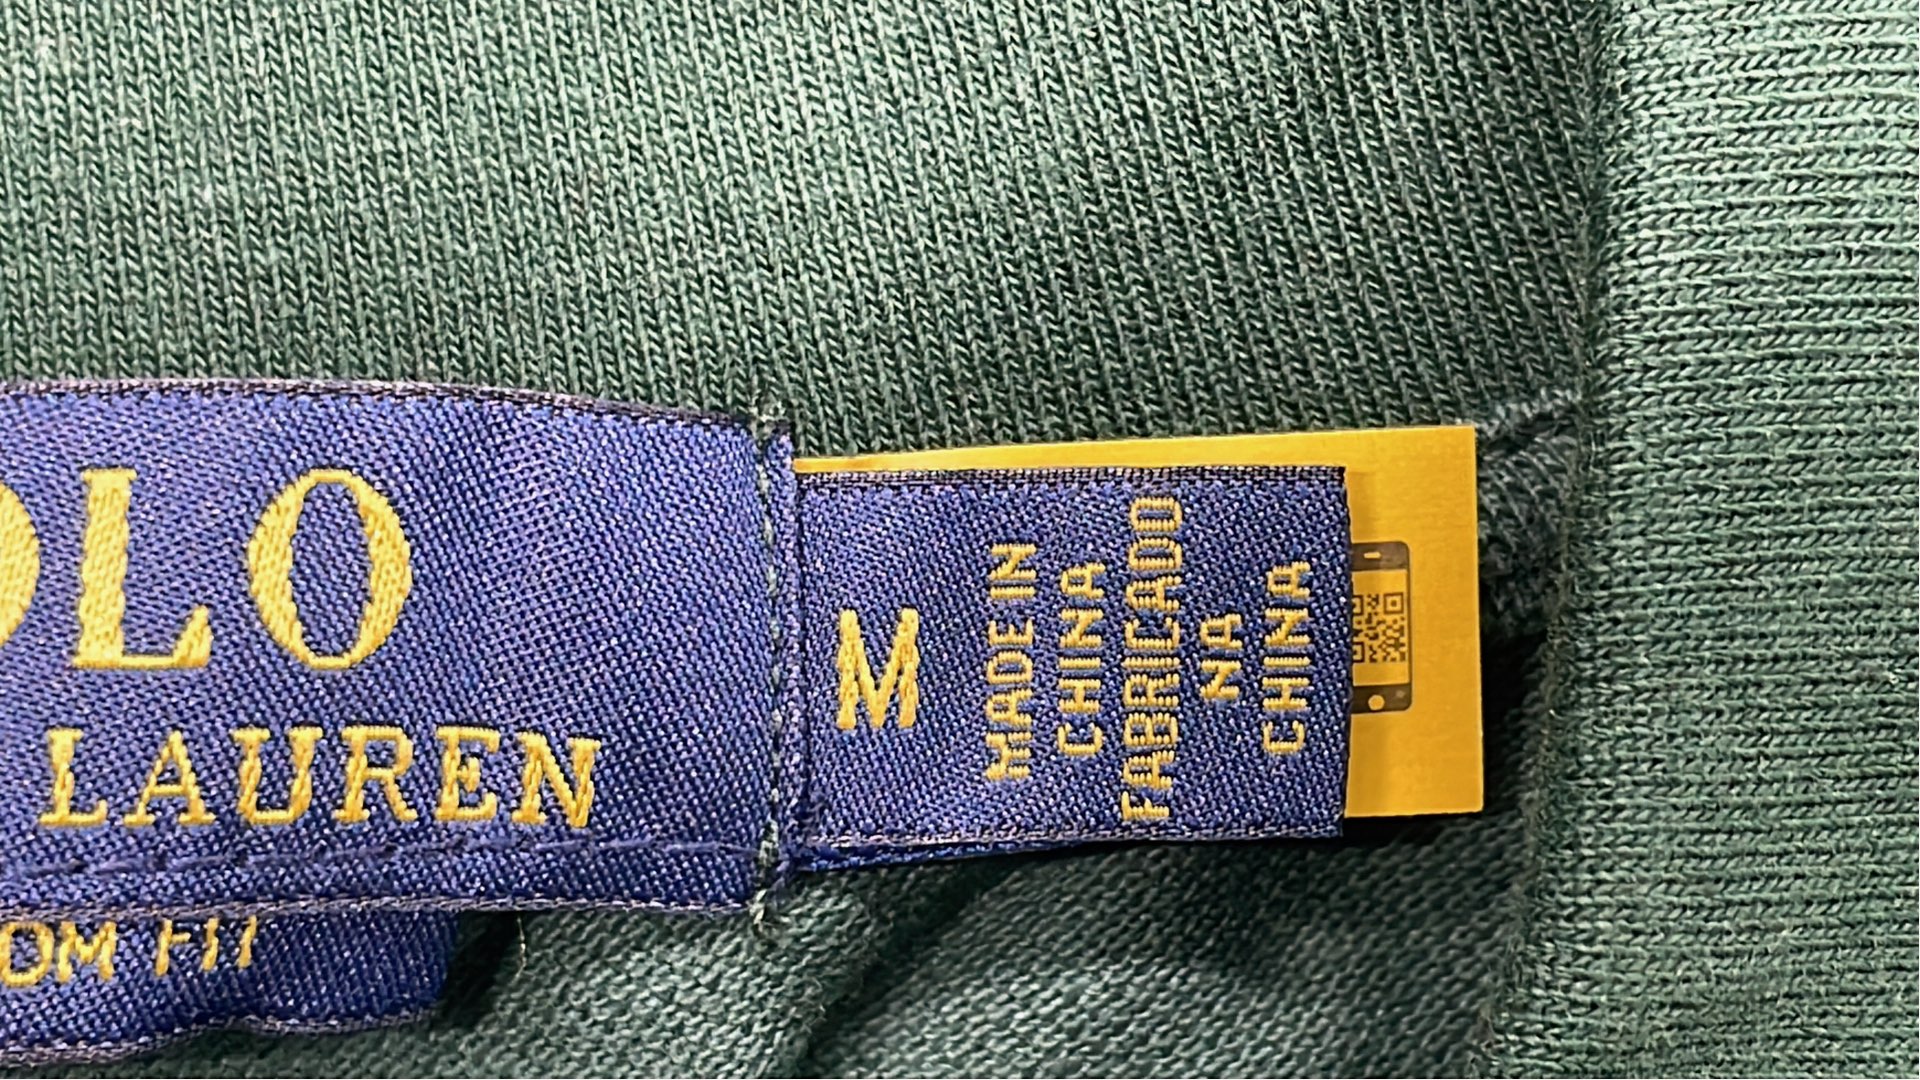 OLO
LAUREN
OM FIT
M
MADE IN
CHINA
FABRICADO
NA
CHINA